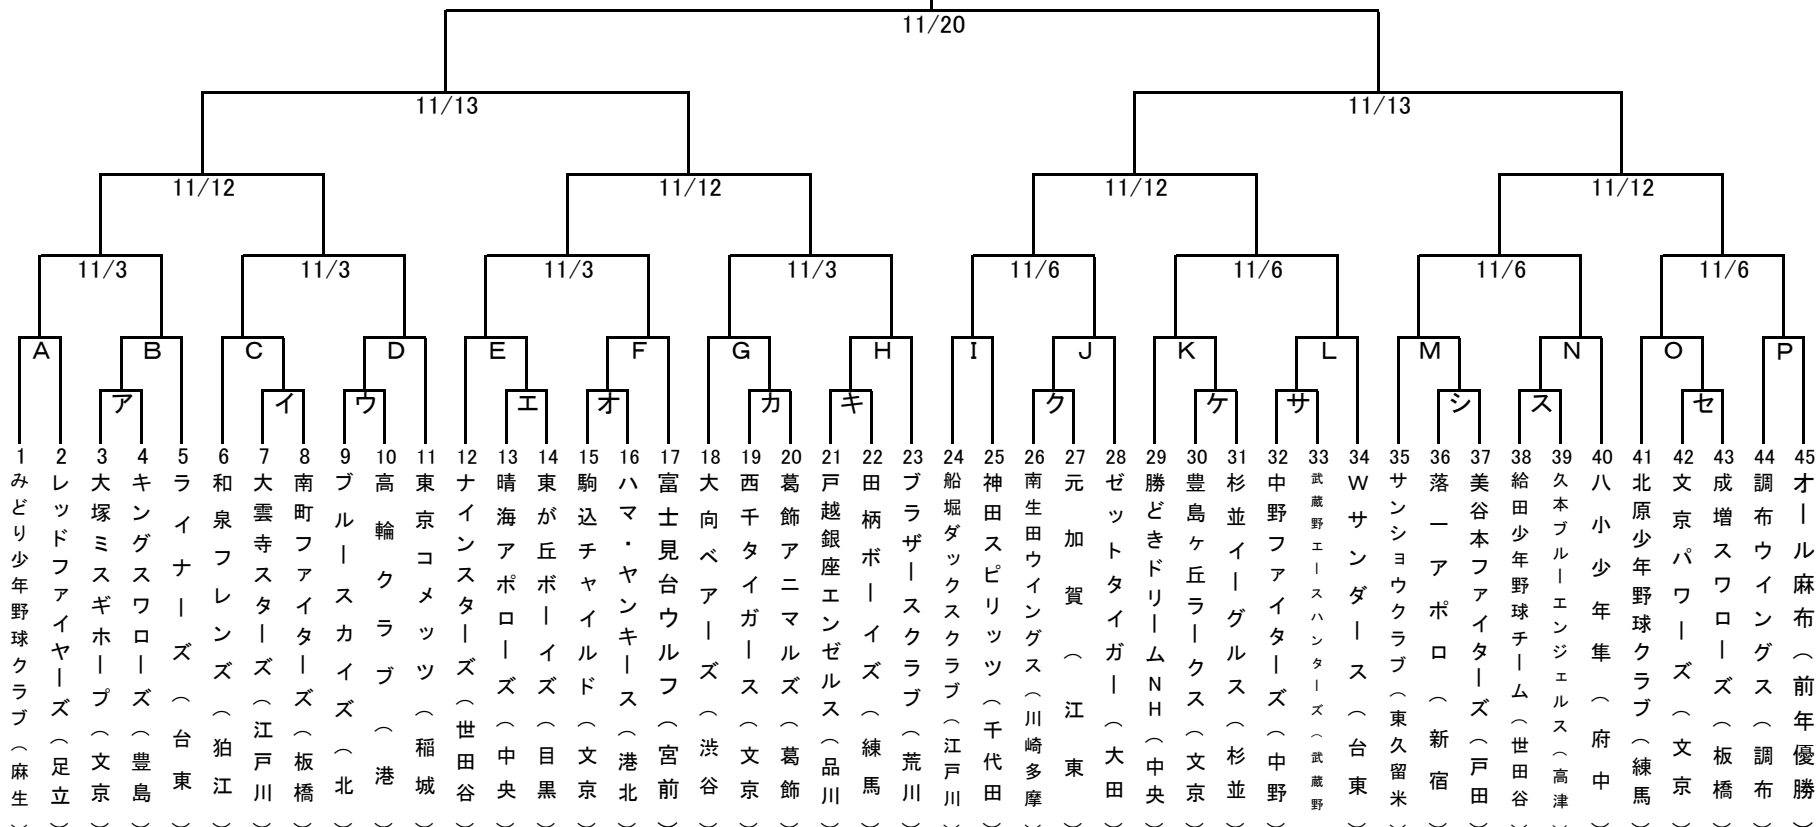 11/20
11/13
11/13
11/12
11/12
11/12
11/12
11/3
11/3
11/3
11/3
11/6
11/6
11/6
11/6
A
B
C
D
E
F
G
H
I
J
K
L
M
N
O
P
ア
イ
ウ
エ
オ
カ
キ
ク
ケ
サ
シ
ス
セ
1 みどり少年野球クラブ（麻生）
2 レッドファイヤーズ（足立）
3 大塚ミスギホープ（文京）
4 キングスワローズ（豊島）
5 ライナーズ（台東）
6 和泉フレンズ（狛江）
7 大雲寺スターズ（江戸川）
8 南町ファイターズ（板橋）
9 ブルースカイズ（北）
10 高輪クラブ（港）
11 東京コメッツ（稲城）
12 ナインスターズ（世田谷）
13 晴海アポローズ（中央）
14 東が丘ボーイズ（目黒）
15 駒込チャイルド（文京）
16 ハマ・ヤンキース（港北）
17 富士見台ウルフ（宮前）
18 大向ベアーズ（渋谷）
19 西千タイガース（文京）
20 葛飾アニマルズ（葛飾）
21 戸越銀座エンゼルス（品川）
22 田柄ボーイズ（練馬）
23 ブラザースクラブ（荒川）
24 船堀ダックスクラブ（江戸川）
25 神田スピリッツ（千代田）
26 南生田ウイングス（川崎多摩）
27 元加賀（江東）
28 ゼットタイガー（大田）
29 勝どきドリームNH（中央）
30 豊島ヶ丘ラークス（文京）
31 杉並イーグルス（杉並）
32 中野ファイターズ（中野）
33 武蔵野エースハンターズ（武蔵野）
34 Wサンダース（台東）
35 サンショウクラブ（東久留米）
36 落一アポロ（新宿）
37 美谷本ファイターズ（戸田）
38 給田少年野球チーム（世田谷）
39 久本ブルーエンジェルス（高津）
40 八小少年隼（府中）
41 北原少年野球クラブ（練馬）
42 文京パワーズ（文京）
43 成増スワローズ（板橋）
44 調布ウイングス（調布）
45 オール麻布（前年優勝）